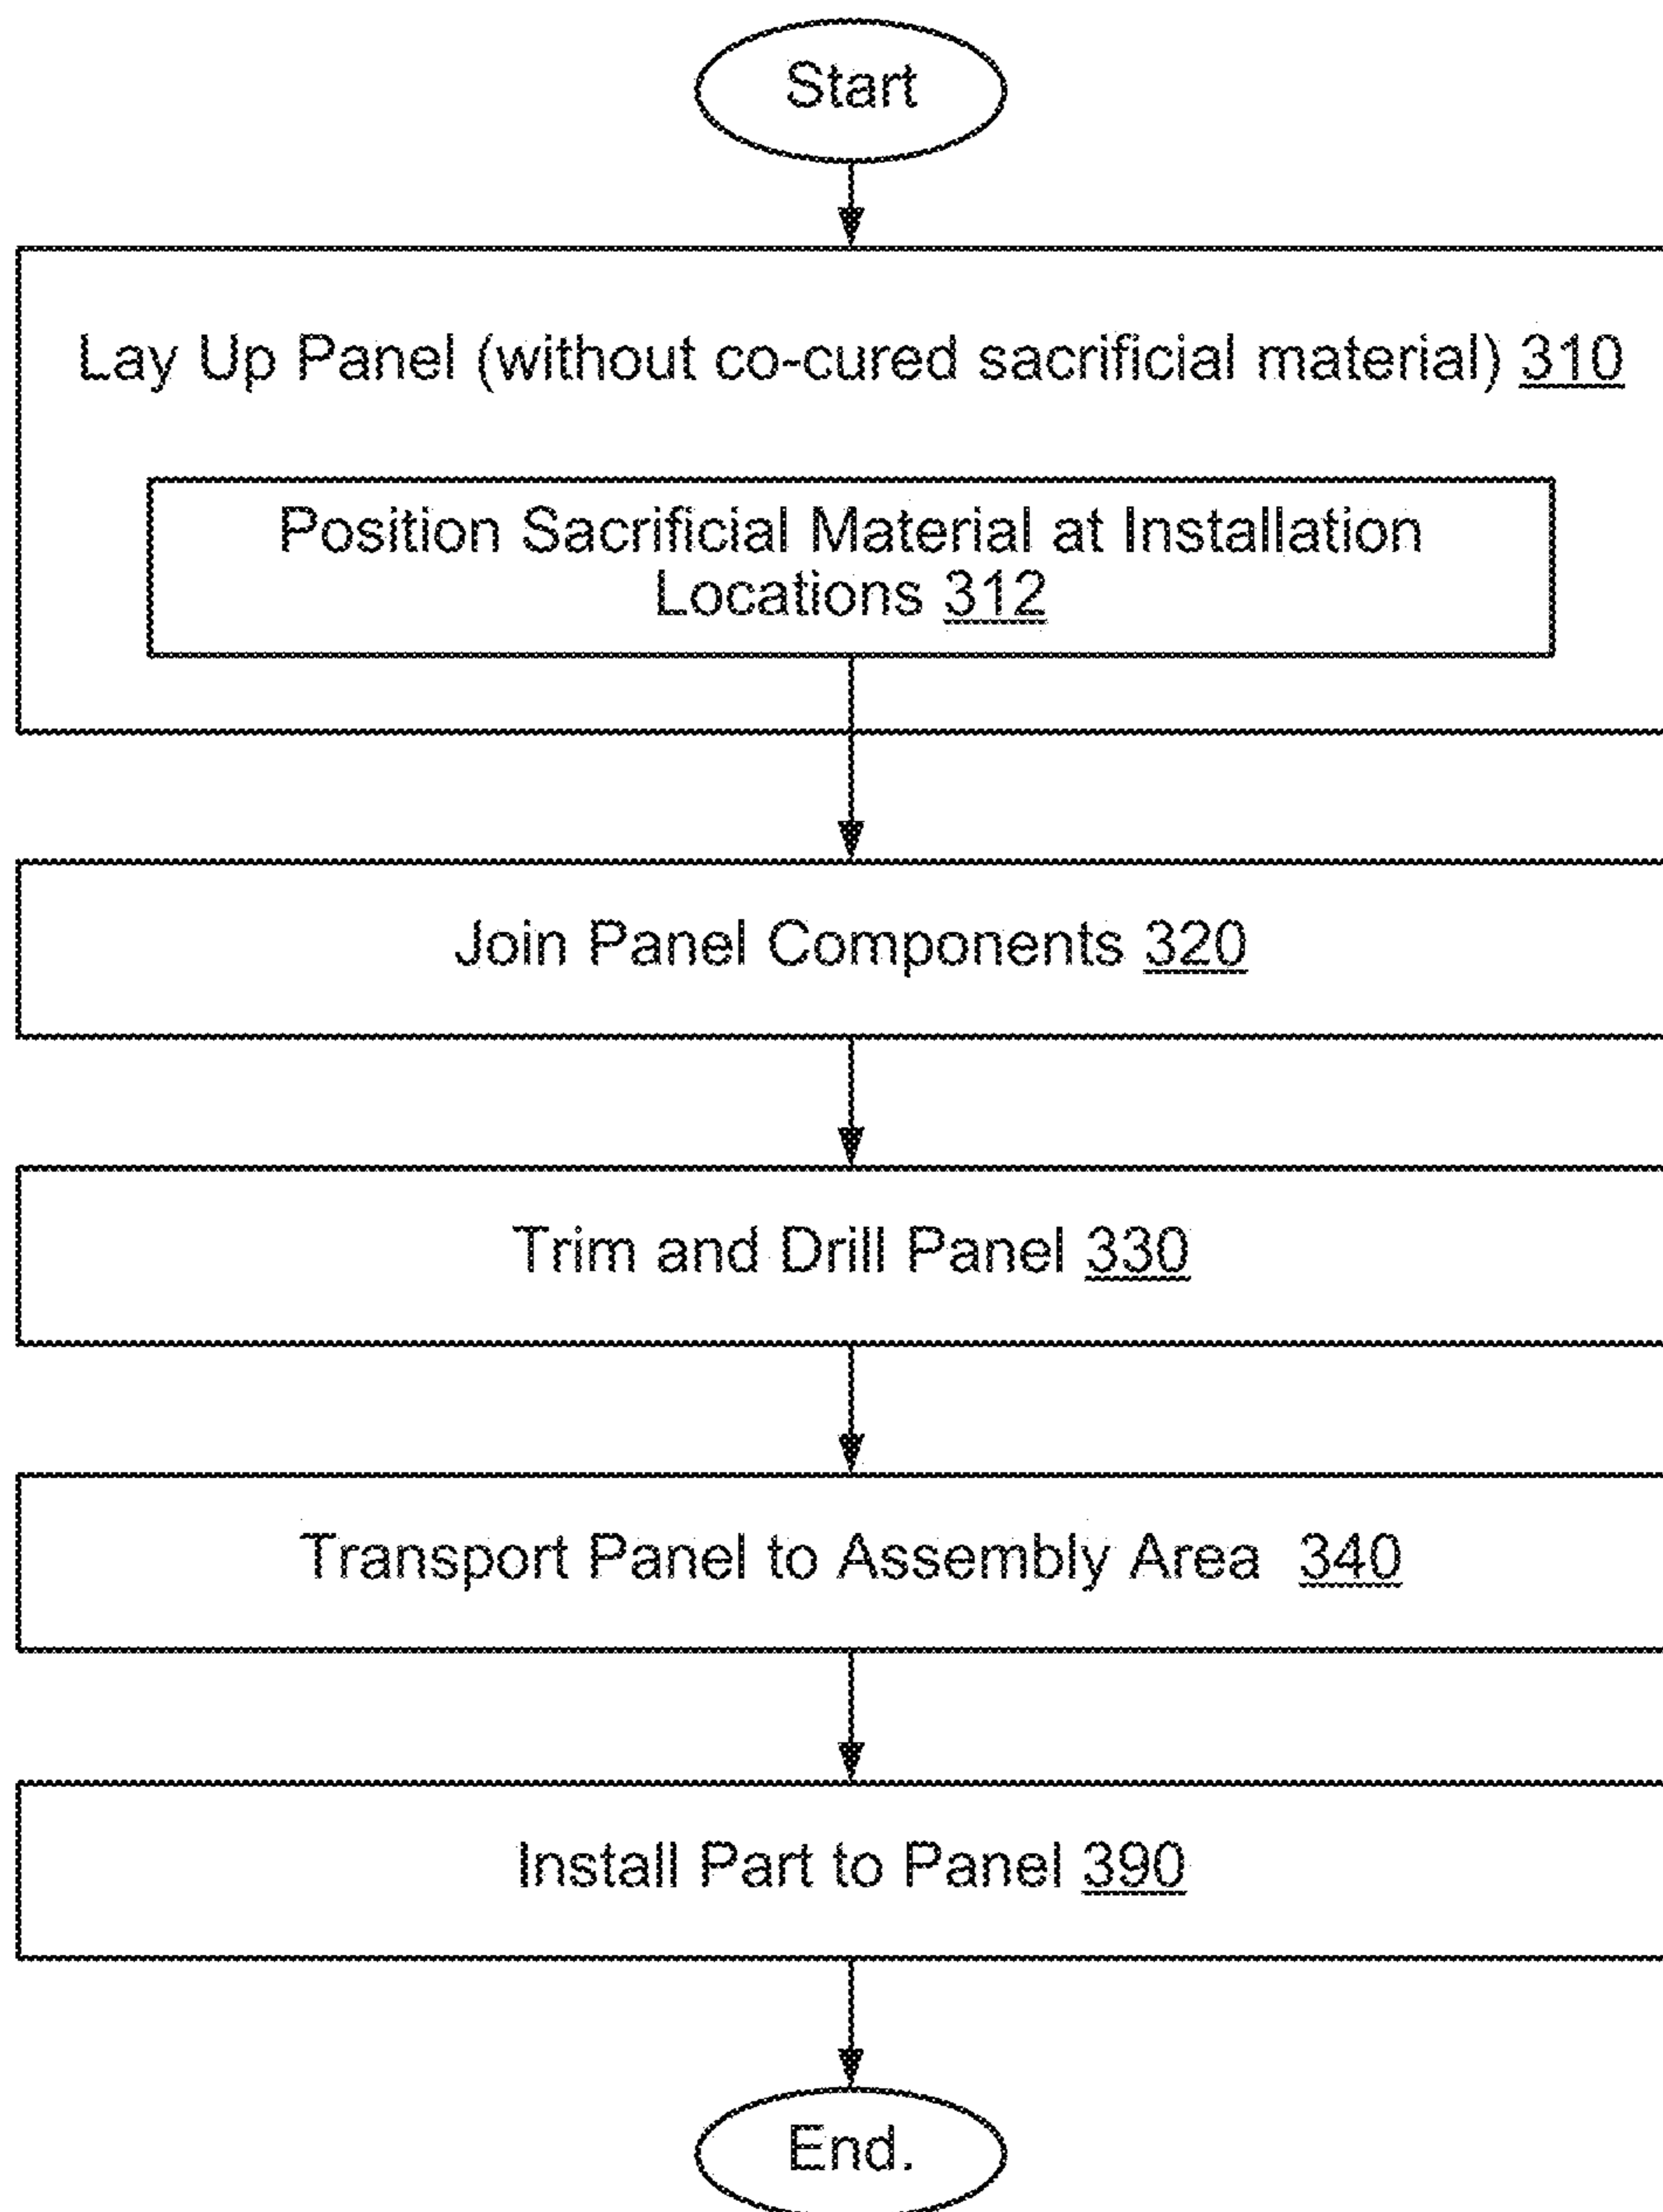 Start
Lay Up Panel (without co-cured sacrificial material) 310
Position Sacrificial Material at Installation
Locations 312
Join Panel Components 320
Trim and Drill Panel 330
Transport Panel to Assembly Area 340
Install Part to Panel 390
End.